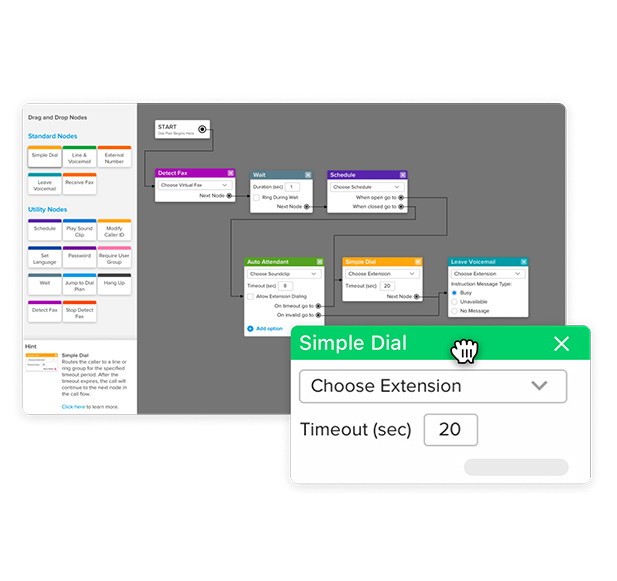 Drag and Drop Nodes
Standard Nodes
Simple Dial
Line &
Voicemail
External
Number
Leave
Voicemail
Receive Fax
Utility Nodes
Schedule
Play Sound
Clip
Modify
Caller ID
Set
Language
Password
Require User
Group
Wait
Jump to Dial
Plan
Hang Up
Detect Fax
Stop Detect
Fax
Hint
Simple Dial
Routes the caller to a line or
ring group for the specified
timeout period. After the
timeout expires, the call will
continue to the next node in
the call flow.
Click here to learn more.
START
Dial Plan Begins Here
Detect Fax
Choose Virtual Fax
Next Node
Wait
Duration (sec) 1
Ring During Wait
Next Node
Schedule
Choose Schedule
When open go to
When closed go to
Auto Attendant
Choose Soundclip
Timeout (sec) 8
Allow Extension Dialing
On timeout go to
On invalid go to
Add option
Simple Dial
Choose Extension
Timeout (sec) 20
Next Node
Leave Voicemail
Choose Extension
Instruction Message Type:
Busy
Unavailable
No Message
Simple Dial
Choose Extension
Timeout (sec) 20